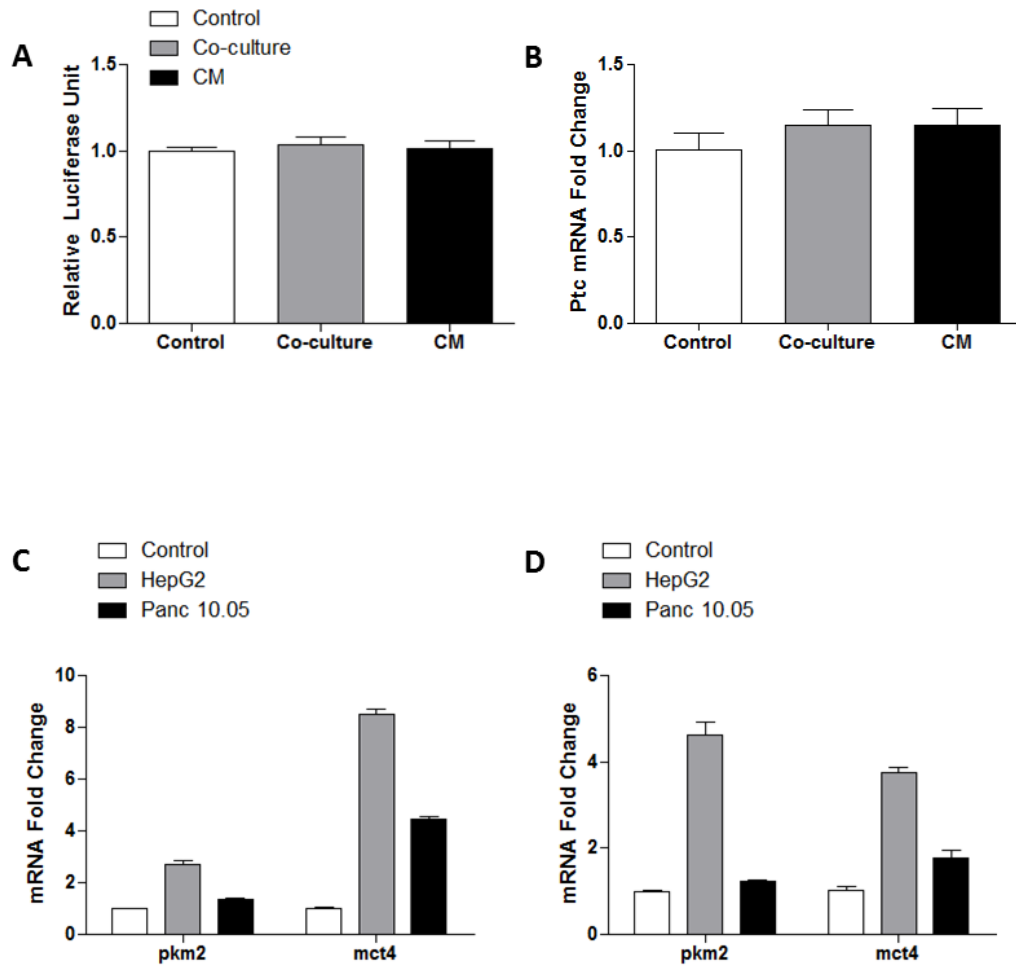 A
Control
Co-culture
CM
Relative Luciferase Unit
1.5
1.0
0.5
0.0
Control Co-culture CM
B
Ptc mRNA Fold Change
1.5
1.0
0.5
0.0
Control Co-culture CM
C
Control
HepG2
Panc 10.05
mRNA Fold Change
10
8
6
4
2
0
pkm2 mct4
D
Control
HepG2
Panc 10.05
mRNA Fold Change
6
4
2
0
pkm2 mct4